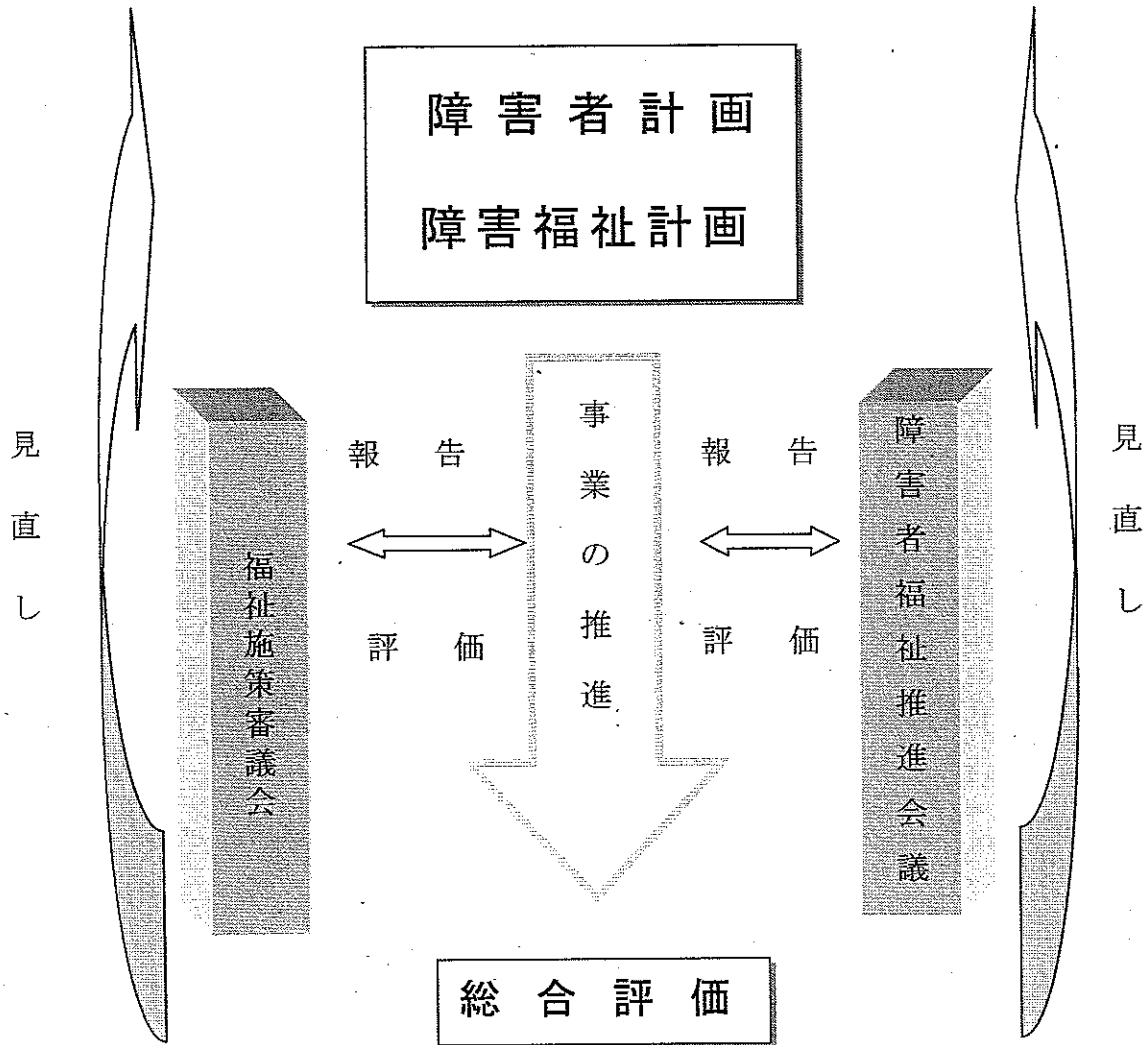 障害者計画
障害福祉計画
見直し
福祉施策審議会
報告
評価
事業の推進
報告
評価
障害者福祉推進会議
見直し
総合評価